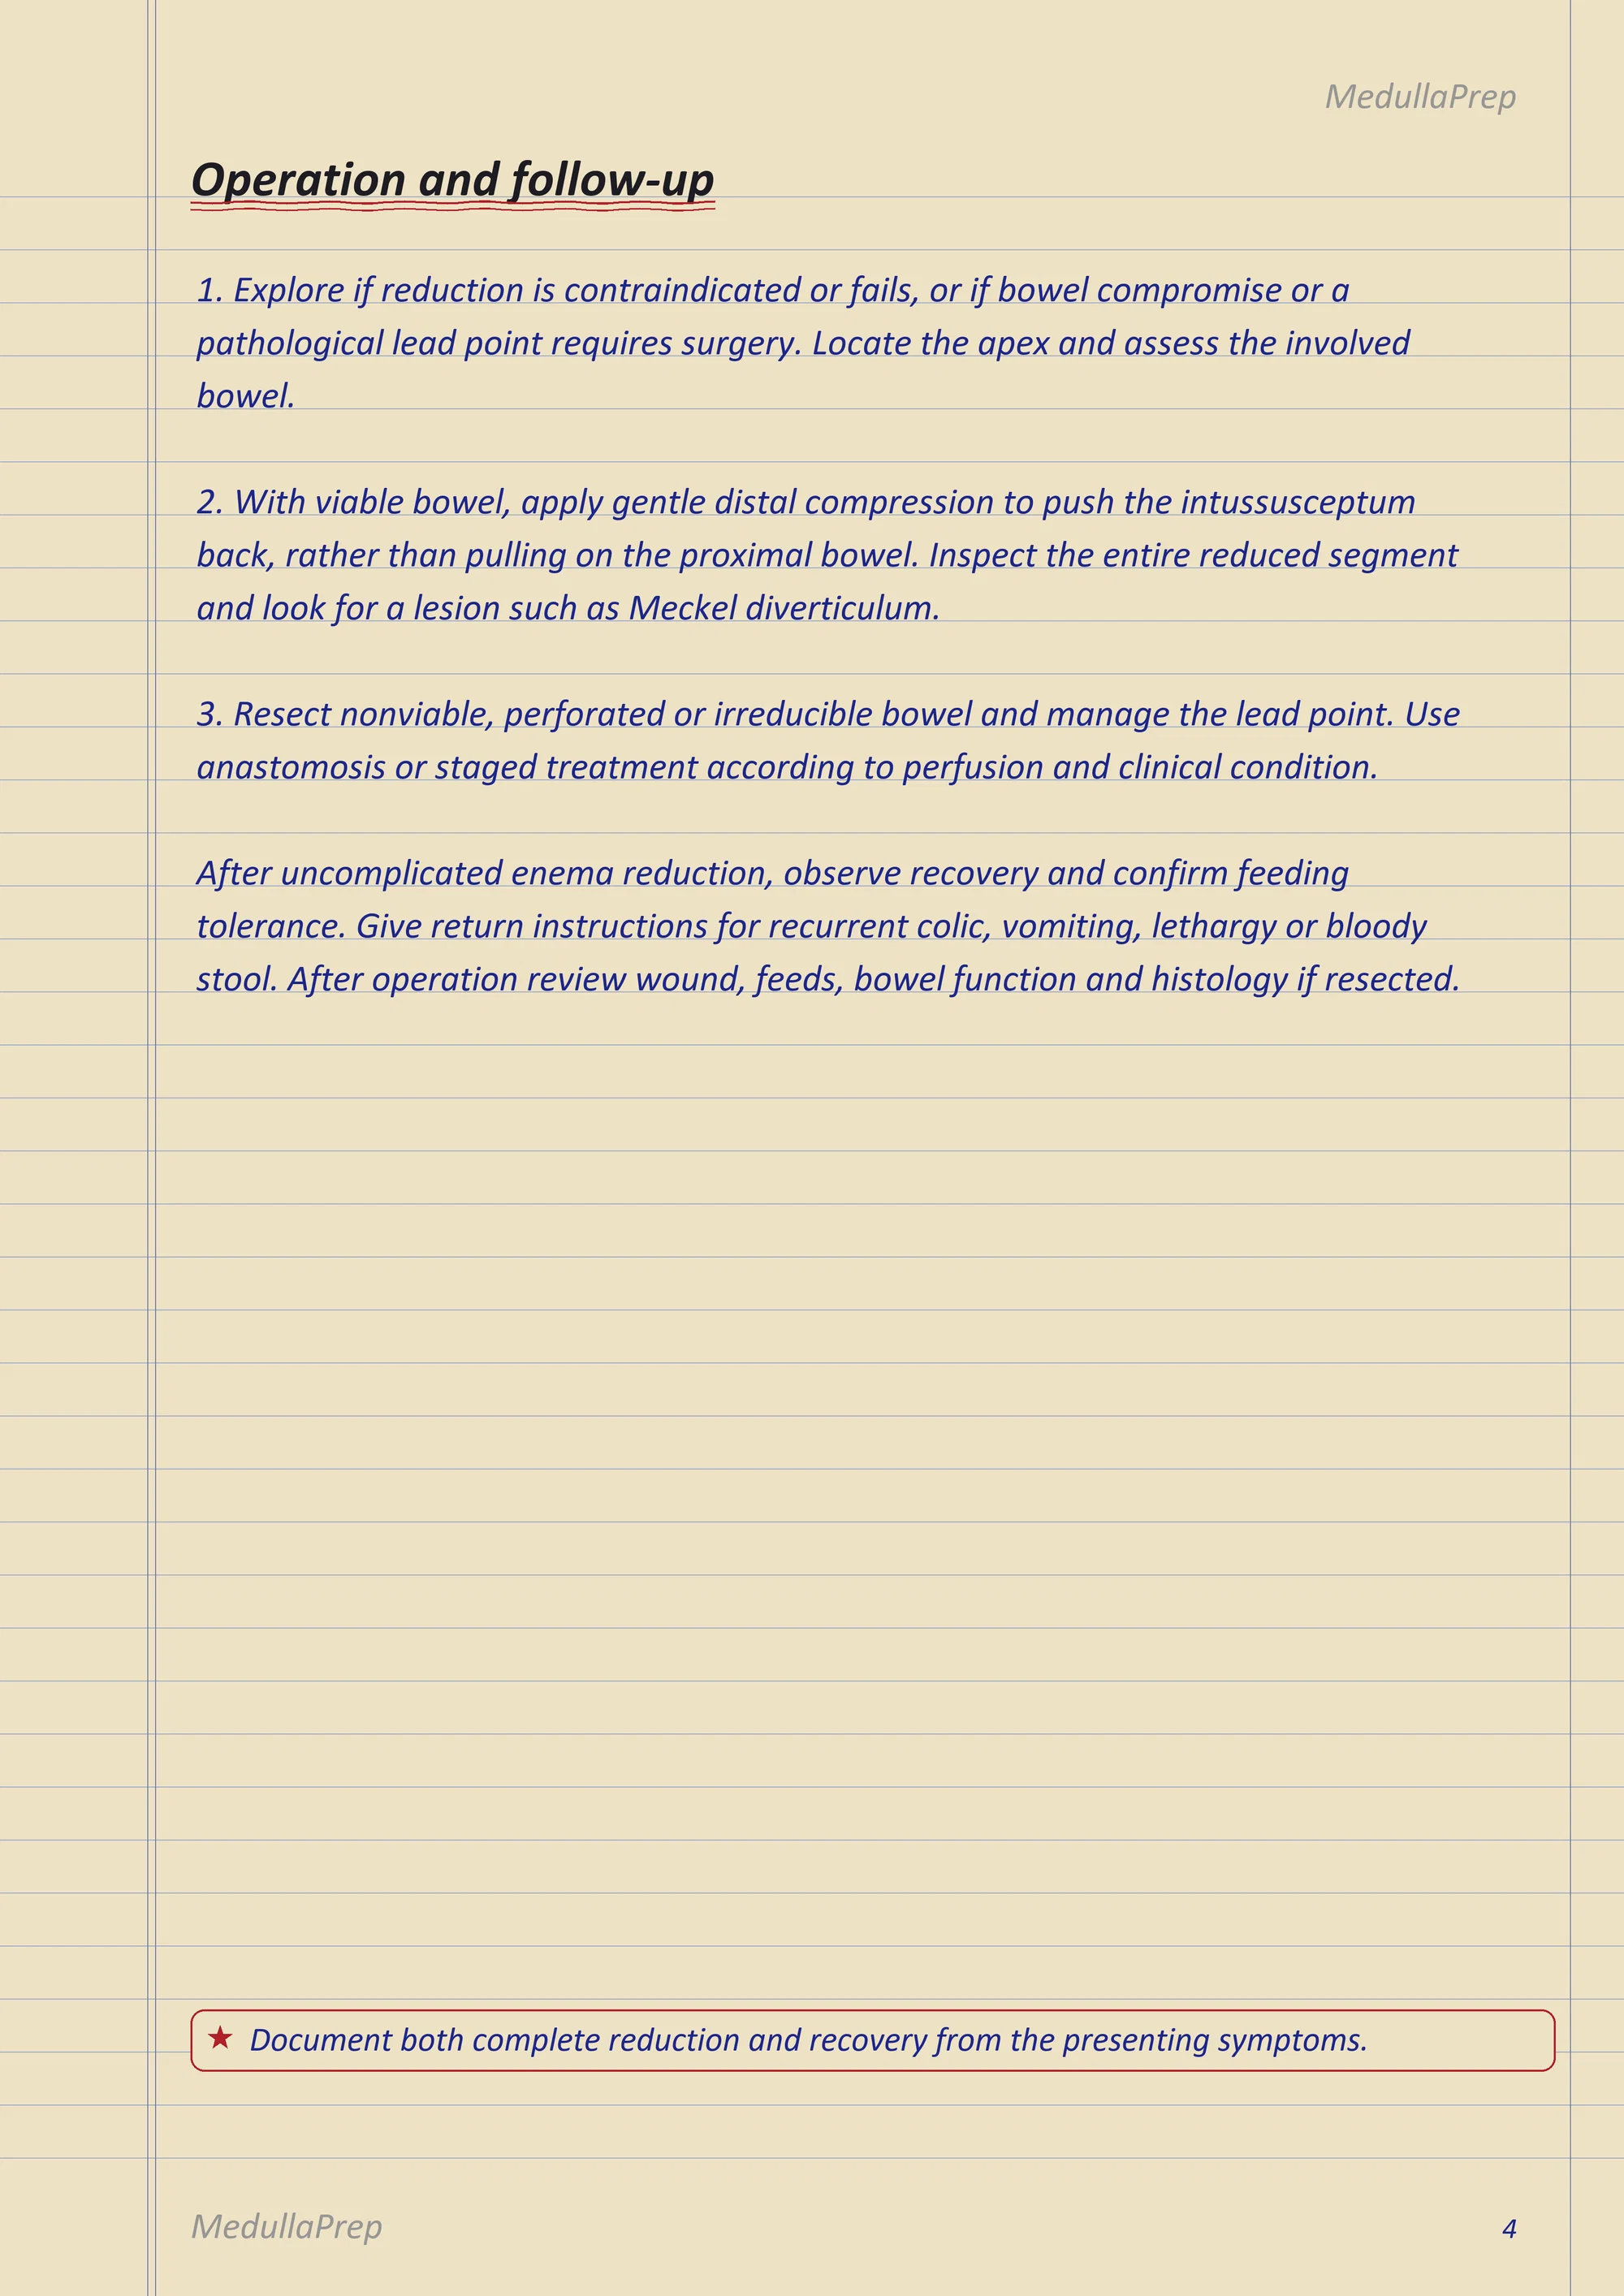 MedullaPrep
Operation and follow-up
1. Explore if reduction is contraindicated or fails, or if bowel compromise or a
pathological lead point requires surgery. Locate the apex and assess the involved
bowel.
2. With viable bowel, apply gentle distal compression to push the intussusceptum
back, rather than pulling on the proximal bowel. Inspect the entire reduced segment
and look for a lesion such as Meckel diverticulum.
3. Resect nonviable, perforated or irreducible bowel and manage the lead point. Use
anastomosis or staged treatment according to perfusion and clinical condition.
After uncomplicated enema reduction, observe recovery and confirm feeding
tolerance. Give return instructions for recurrent colic, vomiting, lethargy or bloody
stool. After operation review wound, feeds, bowel function and histology if resected.
★ Document both complete reduction and recovery from the presenting symptoms.
MedullaPrep
4